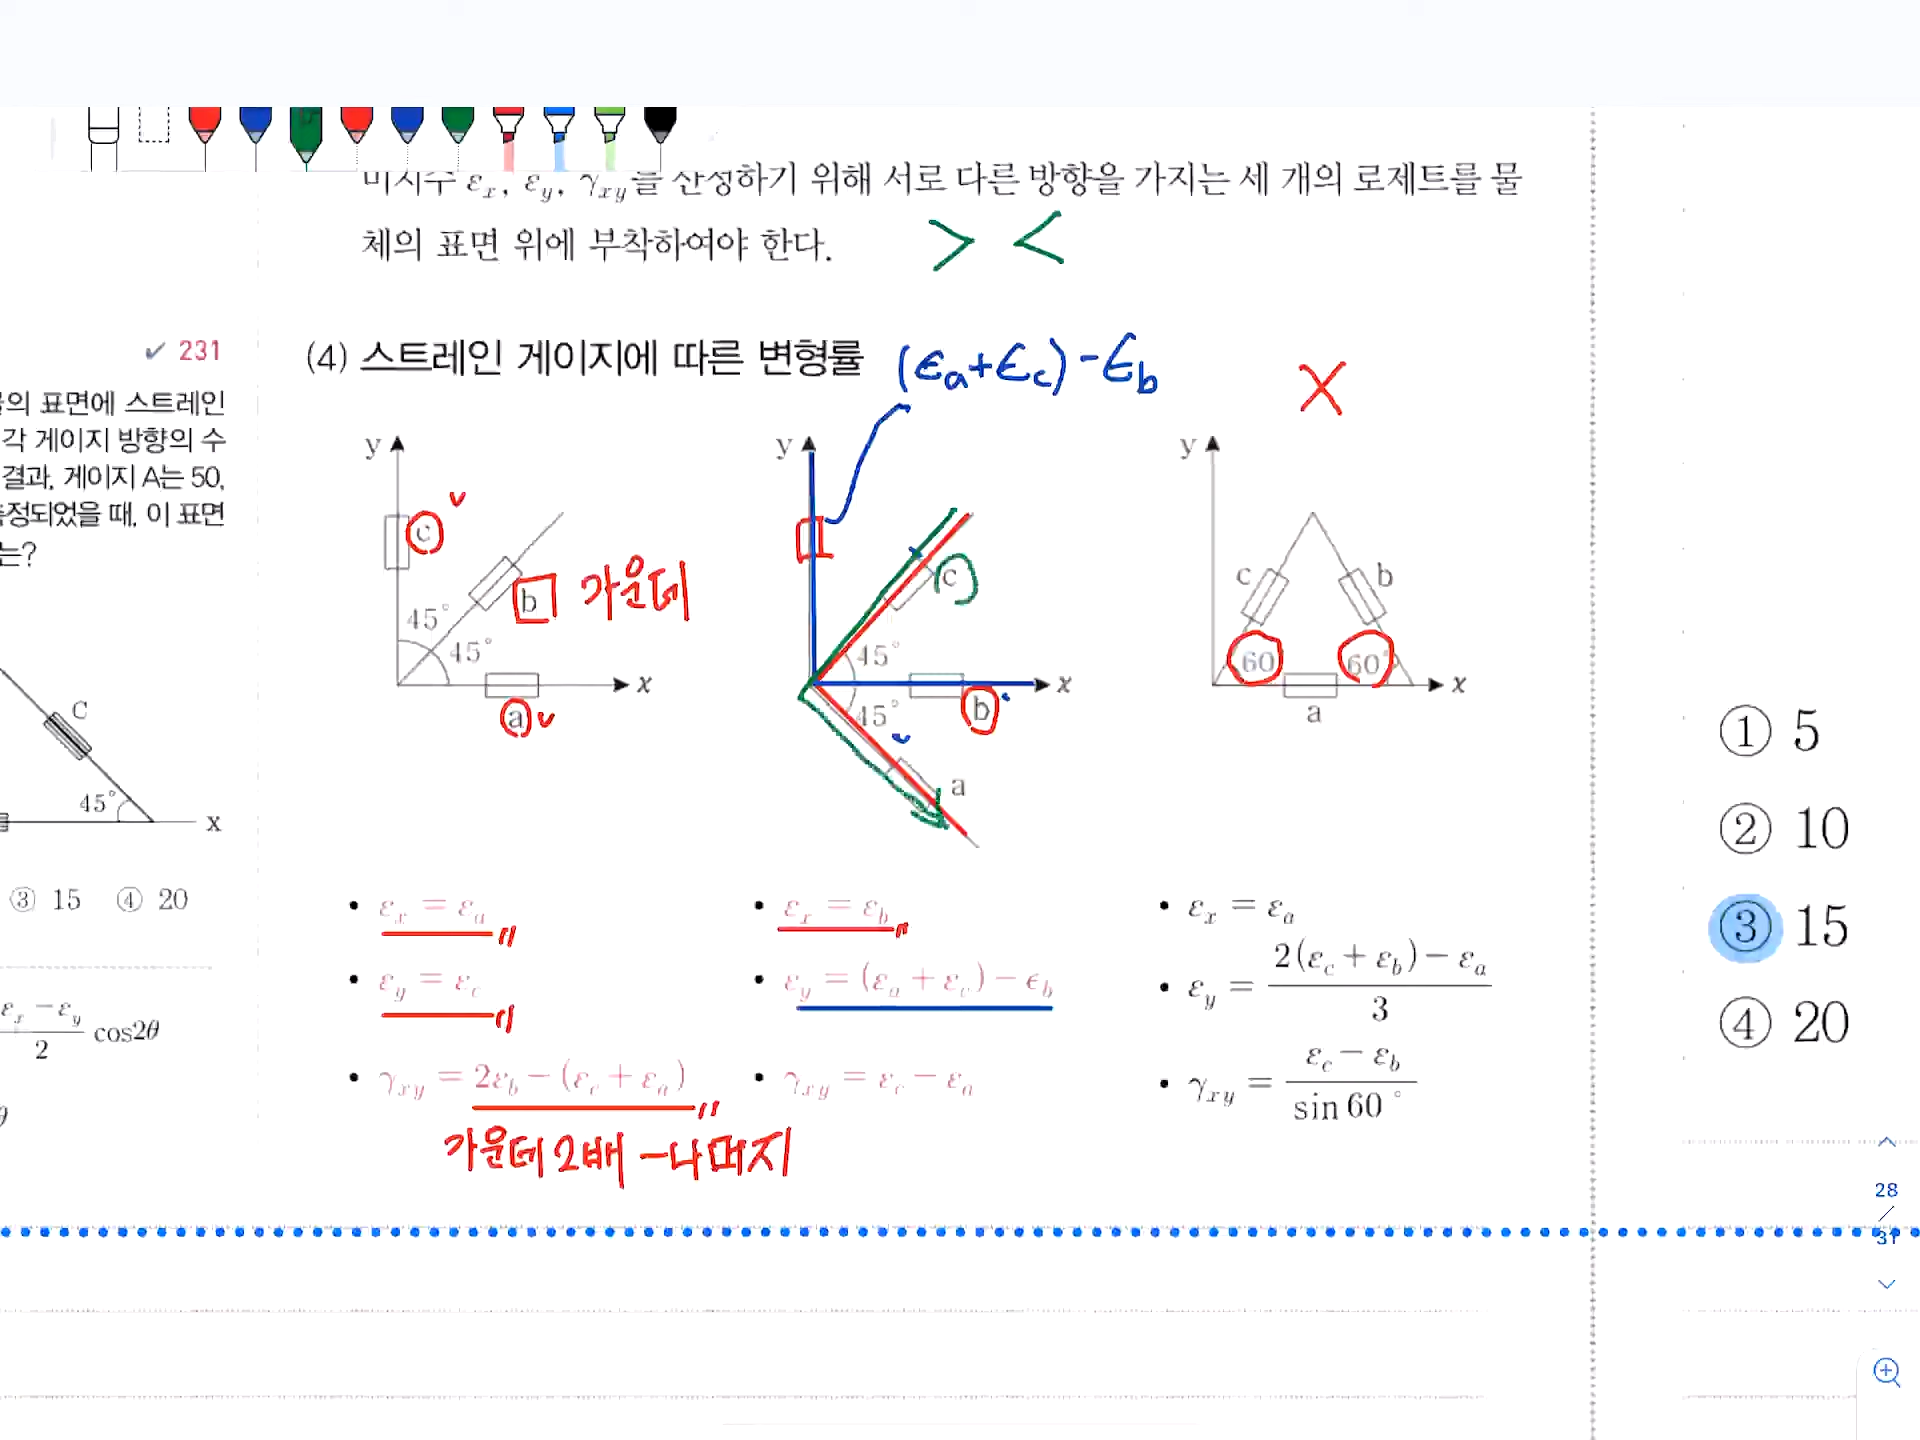 미지수 εx, εy, γxy를 산정하기 위해 서로 다른 방향을 가지는 세 개의 로제트를 물
체의 표면 위에 부착하여야 한다.
> <
✓ 231
의 표면에 스트레인
각 게이지 방향의 수
결과, 게이지 A는 50,
측정되었을 때, 이 표면
는?
C
45°
x
③ 15 ④ 20
εx − εy
2
cos2θ
θ
(4) 스트레인 게이지에 따른 변형률
(εa+εc)-εb
X
y
c
v
b
가운데
45°
45°
a
v
x
y
c
45°
45°
b
a
x
y
c
b
60
60°
a
x
• εx = εa
• εy = εc
• γxy = 2εb − (εc + εa)
가운데 2배 -나머지
• εx = εb
• εy = (εa + εc) − ϵb
• γxy = εc − εa
• εx = εa
• εy = 2(εc + εb) − εa
3
• γxy = εc − εb
sin 60°
① 5
② 10
③ 15
④ 20
28
/
31